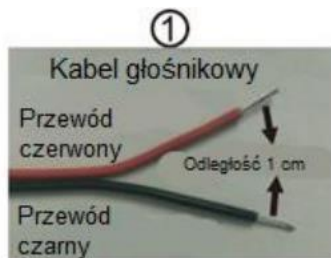 1
Kabel głośnikowy
Przewód
czerwony
Odległość 1 cm
Przewód
czarny